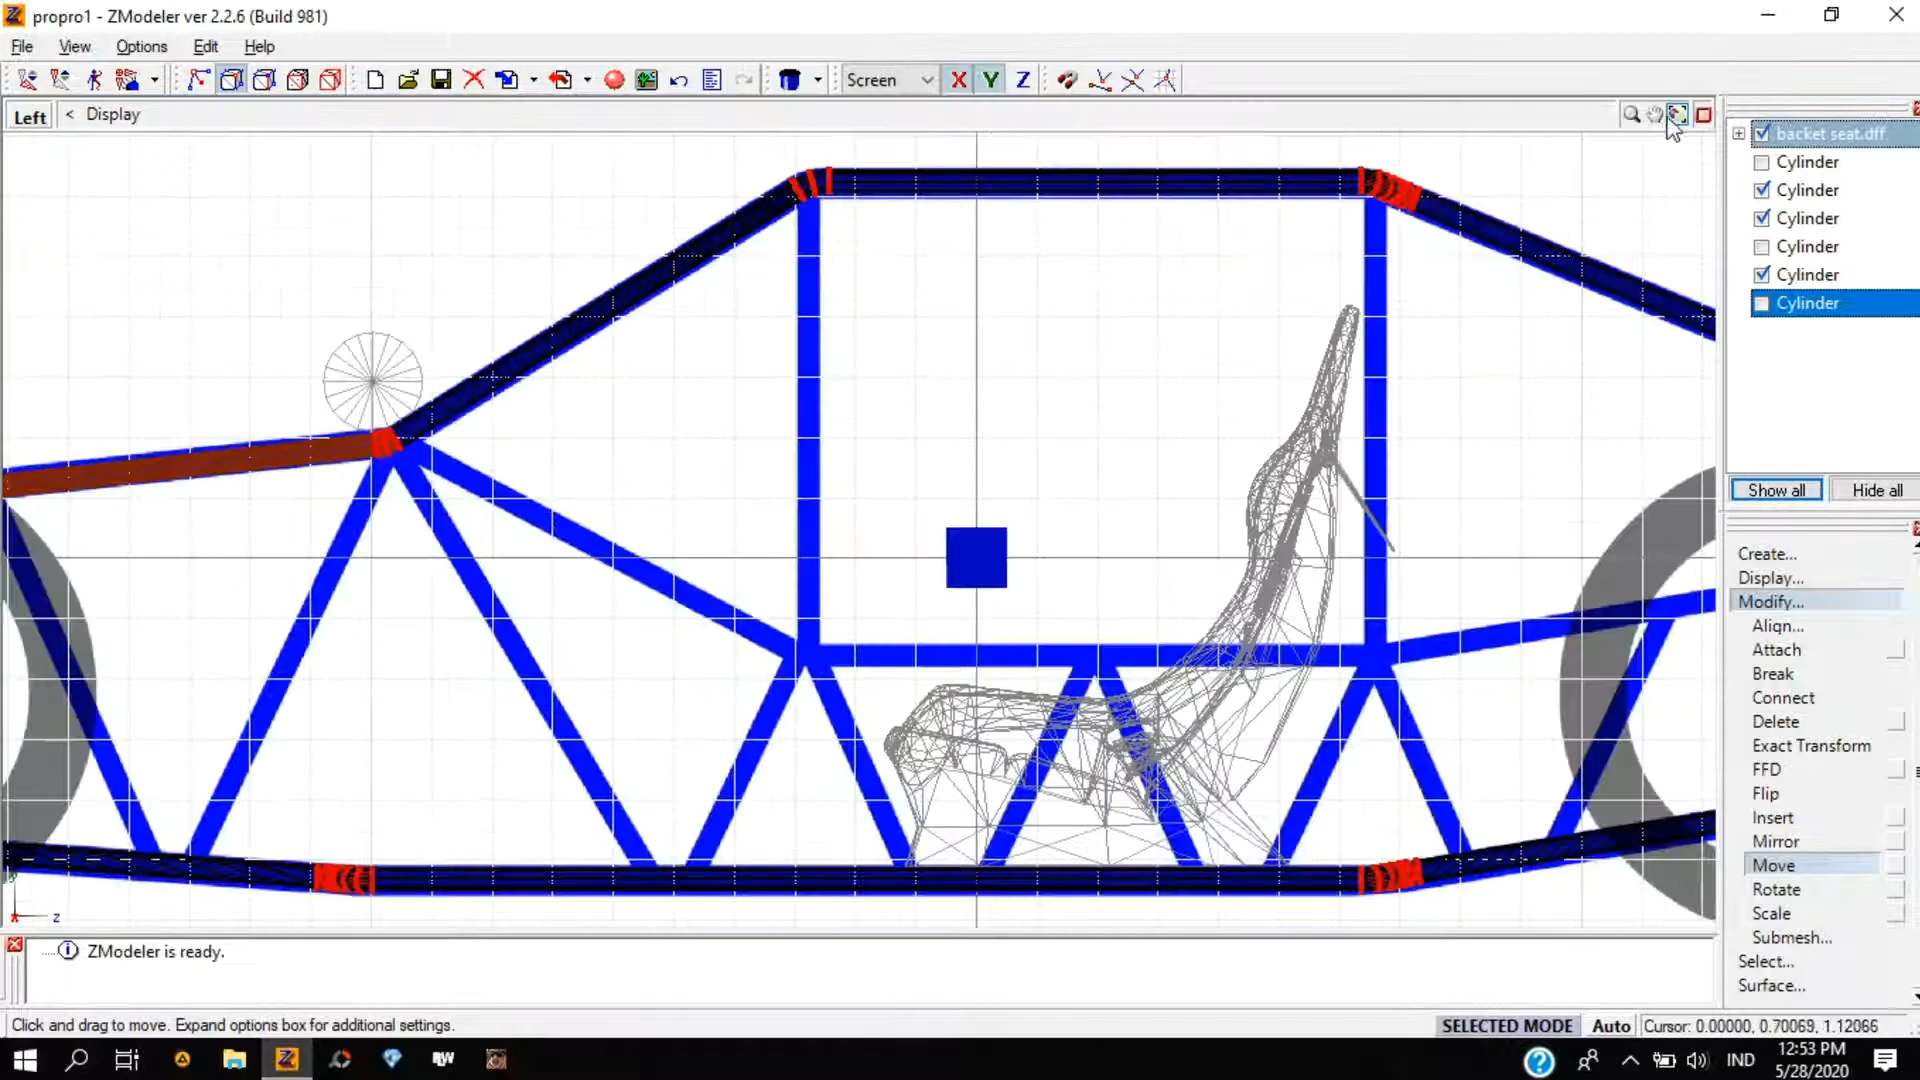 propro1 - ZModeler ver 2.2.6 (Build 981)
File View Options Edit Help
Screen X Y Z
Left < Display
backet seat.dff
Cylinder
Cylinder
Cylinder
Cylinder
Cylinder
Cylinder
Show all Hide all
Create...
Display...
Modify...
Align...
Attach
Break
Connect
Delete
Exact Transform
FFD
Flip
Insert
Mirror
Move
Rotate
Scale
Submesh...
Select...
Surface...
z
ZModeler is ready.
Click and drag to move. Expand options box for additional settings.
SELECTED MODE Auto Cursor: 0.00000, 0.70069, 1.12066
IND
12:53 PM
5/28/2020